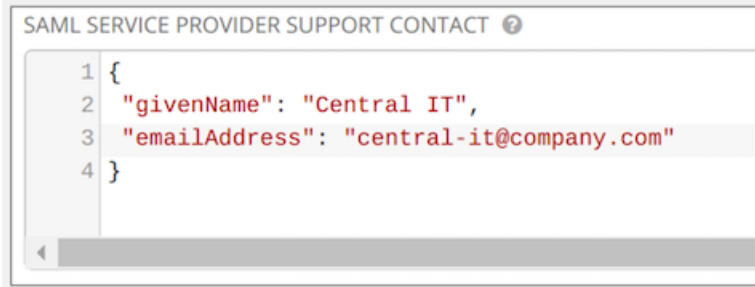 SAML SERVICE PROVIDER SUPPORT CONTACT ?
1 {
2 "givenName": "Central IT",
3 "emailAddress": "central-it@company.com"
4 }